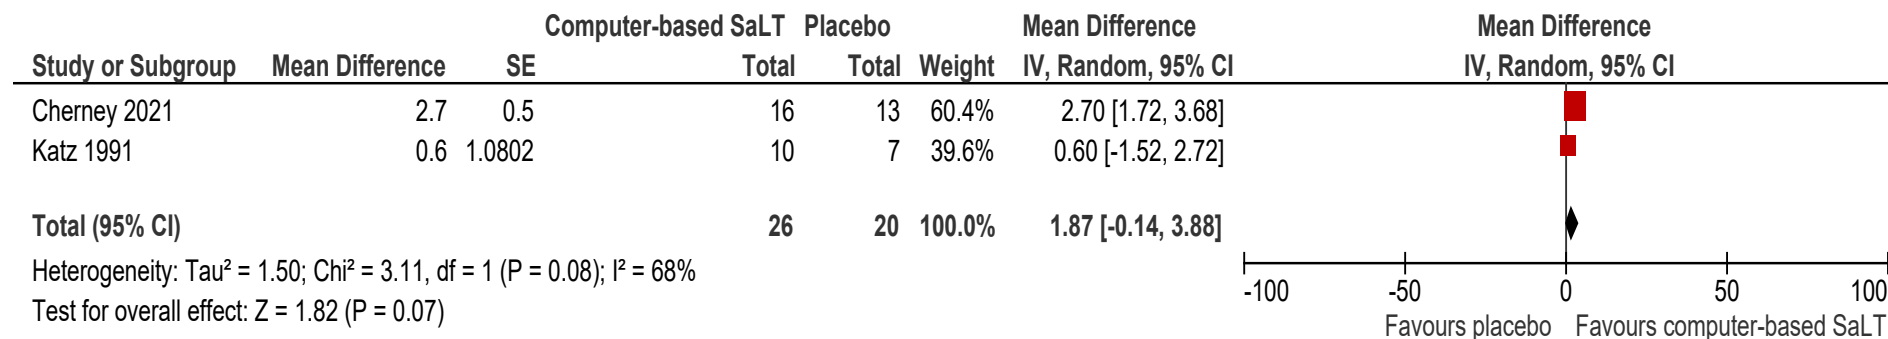 Computer-based SaLT Placebo Mean Difference Mean Difference
Study or Subgroup Mean Difference SE Total Total Weight IV, Random, 95% CI IV, Random, 95% CI
Cherney 2021 2.7 0.5 16 13 60.4% 2.70 [1.72, 3.68]
Katz 1991 0.6 1.0802 10 7 39.6% 0.60 [-1.52, 2.72]
Total (95% CI) 26 20 100.0% 1.87 [-0.14, 3.88]
Heterogeneity: Tau² = 1.50; Chi² = 3.11, df = 1 (P = 0.08); I² = 68%
Test for overall effect: Z = 1.82 (P = 0.07)
-100 -50 0 50 100
Favours placebo Favours computer-based SaLT